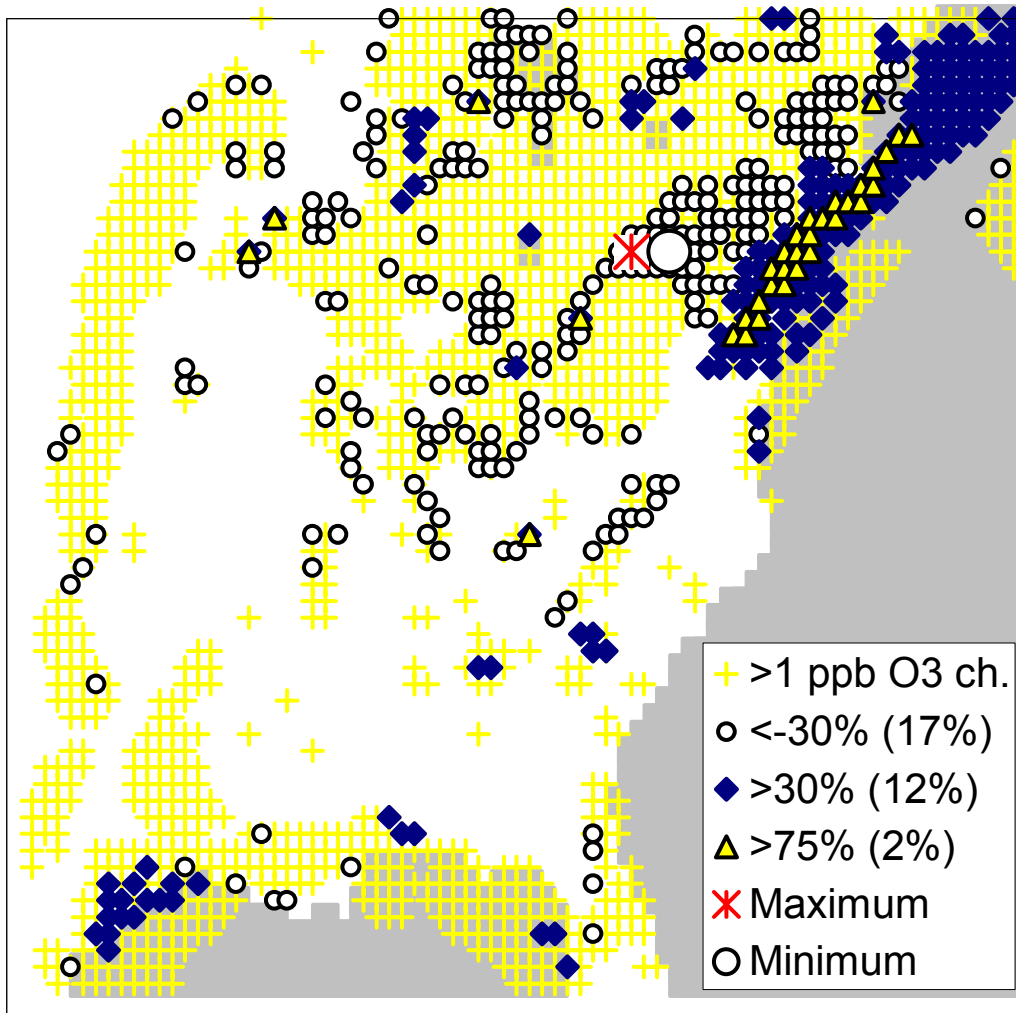 >1 ppb O3 ch.
<-30% (17%)
>30% (12%)
>75% (2%)
Maximum
Minimum